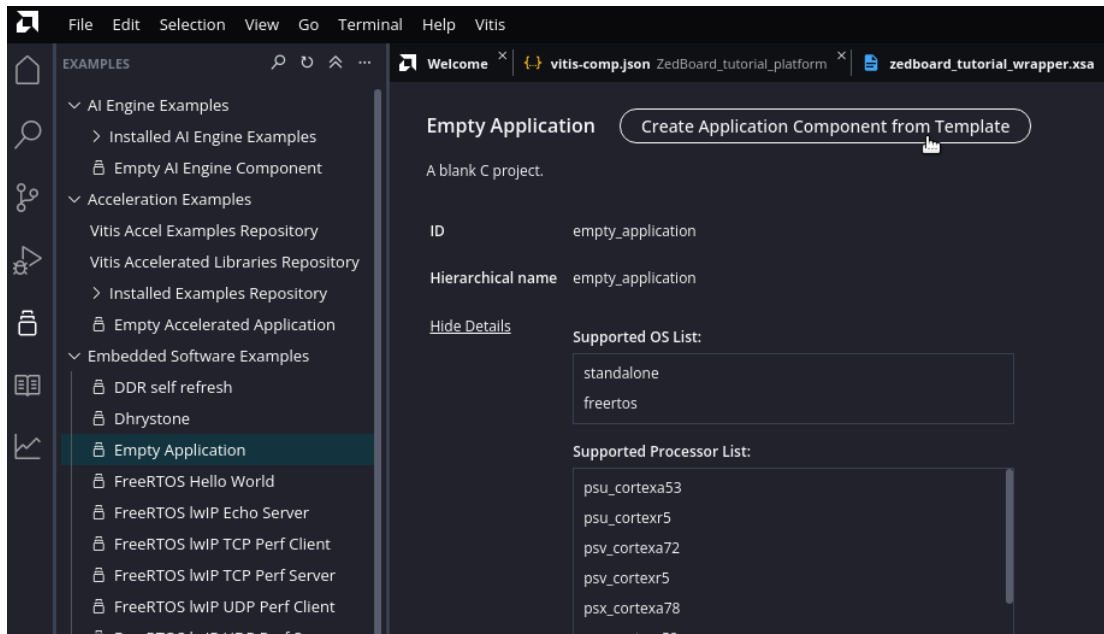 File Edit Selection View Go Terminal Help Vitis
EXAMPLES
AI Engine Examples
Installed AI Engine Examples
Empty AI Engine Component
Acceleration Examples
Vitis Accel Examples Repository
Vitis Accelerated Libraries Repository
Installed Examples Repository
Empty Accelerated Application
Embedded Software Examples
DDR self refresh
Dhrystone
Empty Application
FreeRTOS Hello World
FreeRTOS lwIP Echo Server
FreeRTOS lwIP TCP Perf Client
FreeRTOS lwIP TCP Perf Server
FreeRTOS lwIP UDP Perf Client
Welcome vitis-comp.json ZedBoard_tutorial_platform zedboard_tutorial_wrapper.xsa
Empty Application Create Application Component from Template
A blank C project.
ID empty_application
Hierarchical name empty_application
Hide Details
Supported OS List:
standalone
freertos
Supported Processor List:
psu_cortexa53
psu_cortexr5
psv_cortexa72
psv_cortexr5
psx_cortexa78